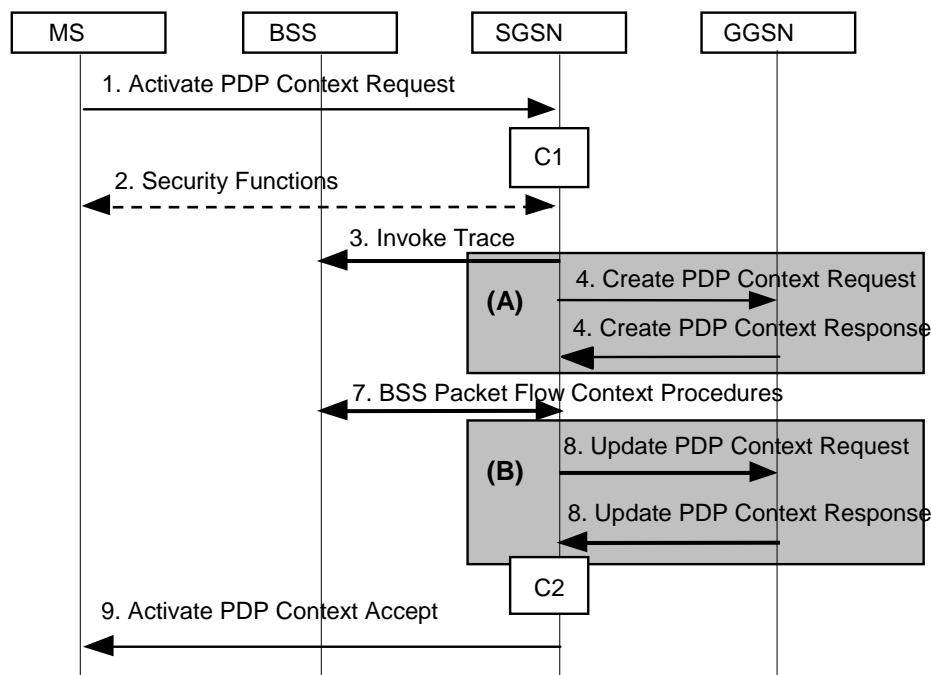 MS BSS SGSN GGSN
1. Activate PDP Context Request
C1
2. Security Functions
3. Invoke Trace
(A)
4. Create PDP Context Request
4. Create PDP Context Response
7. BSS Packet Flow Context Procedures
(B)
8. Update PDP Context Request
8. Update PDP Context Response
C2
9. Activate PDP Context Accept